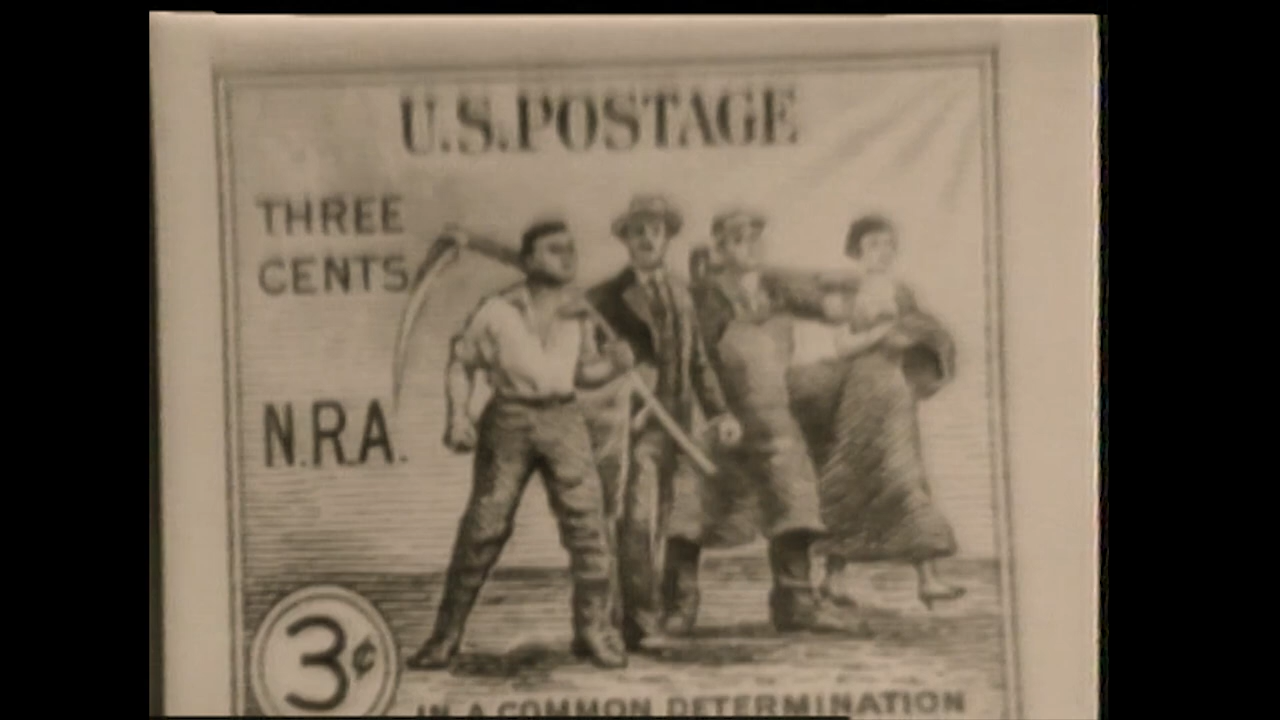 U.S.POSTAGE
THREE
CENTS
N.R.A.
3¢
IN A COMMON DETERMINATION